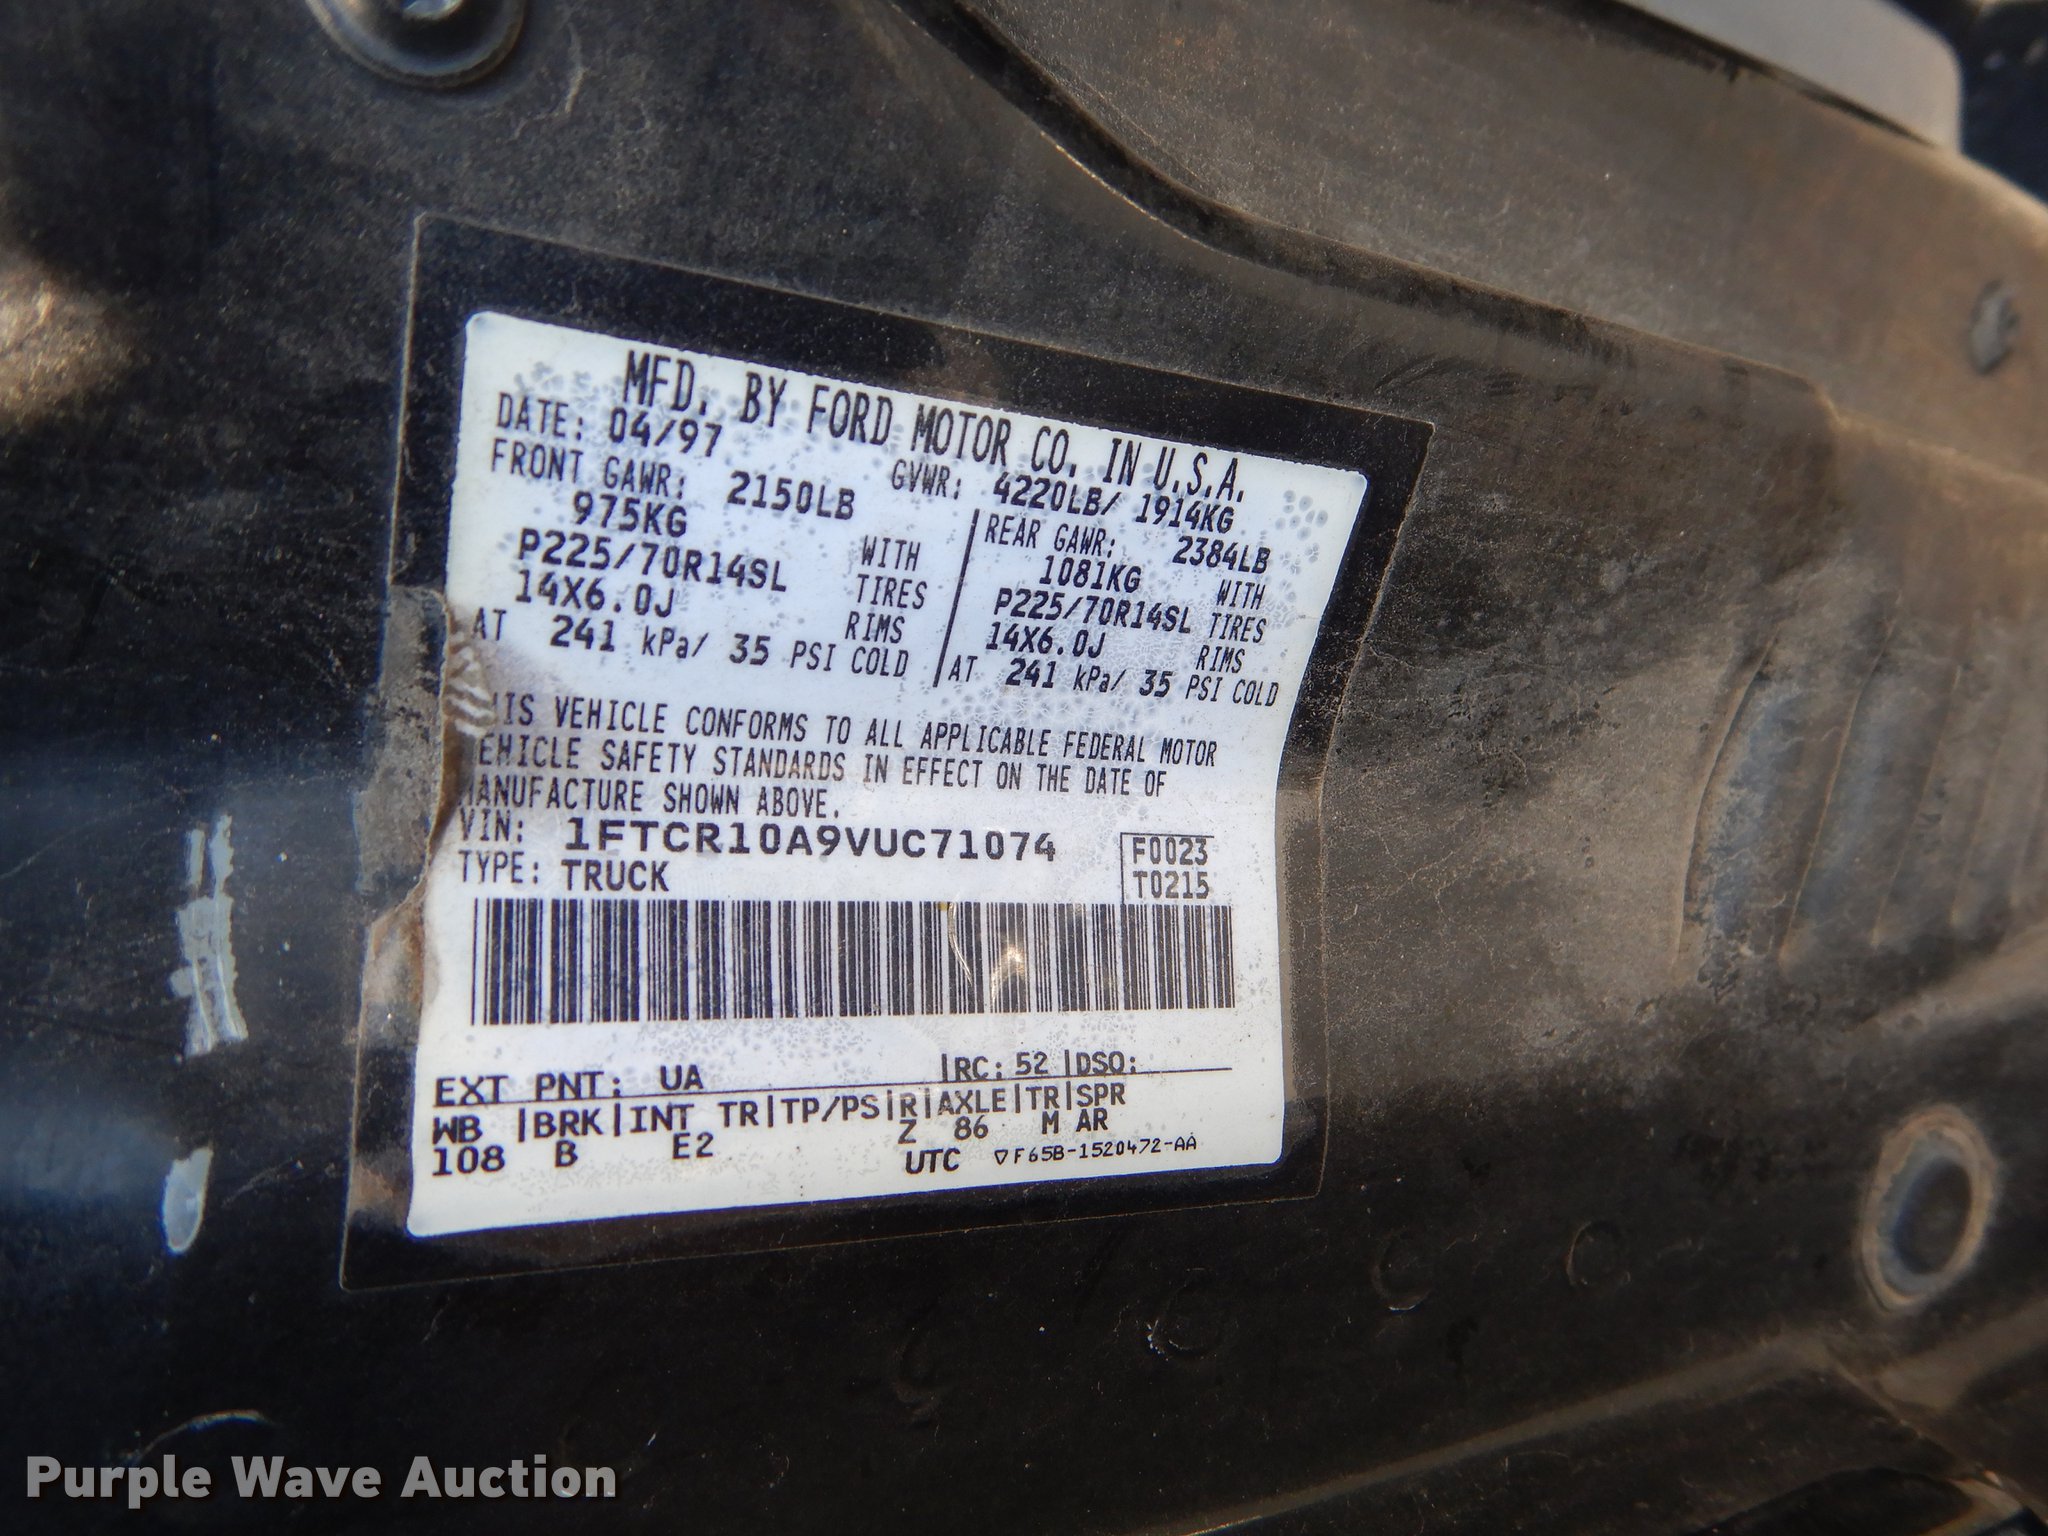 MFD. BY FORD MOTOR CO. IN U.S.A.
DATE: 04/97 GVWR: 4220LB/ 1914KG
FRONT GAWR: 2150LB
975KG WITH
P225/70R14SL TIRES
14X6.0J RIMS
AT 241 kPa/ 35 PSI COLD
REAR GAWR: 2384LB
1081KG WITH
P225/70R14SL TIRES
14X6.0J RIMS
AT 241 kPa/ 35 PSI COLD
THIS VEHICLE CONFORMS TO ALL APPLICABLE FEDERAL MOTOR
VEHICLE SAFETY STANDARDS IN EFFECT ON THE DATE OF
MANUFACTURE SHOWN ABOVE.
VIN: 1FTCR10A9VUC71074
TYPE: TRUCK
F0023
T0215
EXT PNT: UA |RC: 52 |DSO:
WB |BRK|INT TR|TP/PS|R|AXLE|TR|SPR
108 B E2 Z 86 M AR
UTC ▽F65B-1520472-AA
Purple Wave Auction